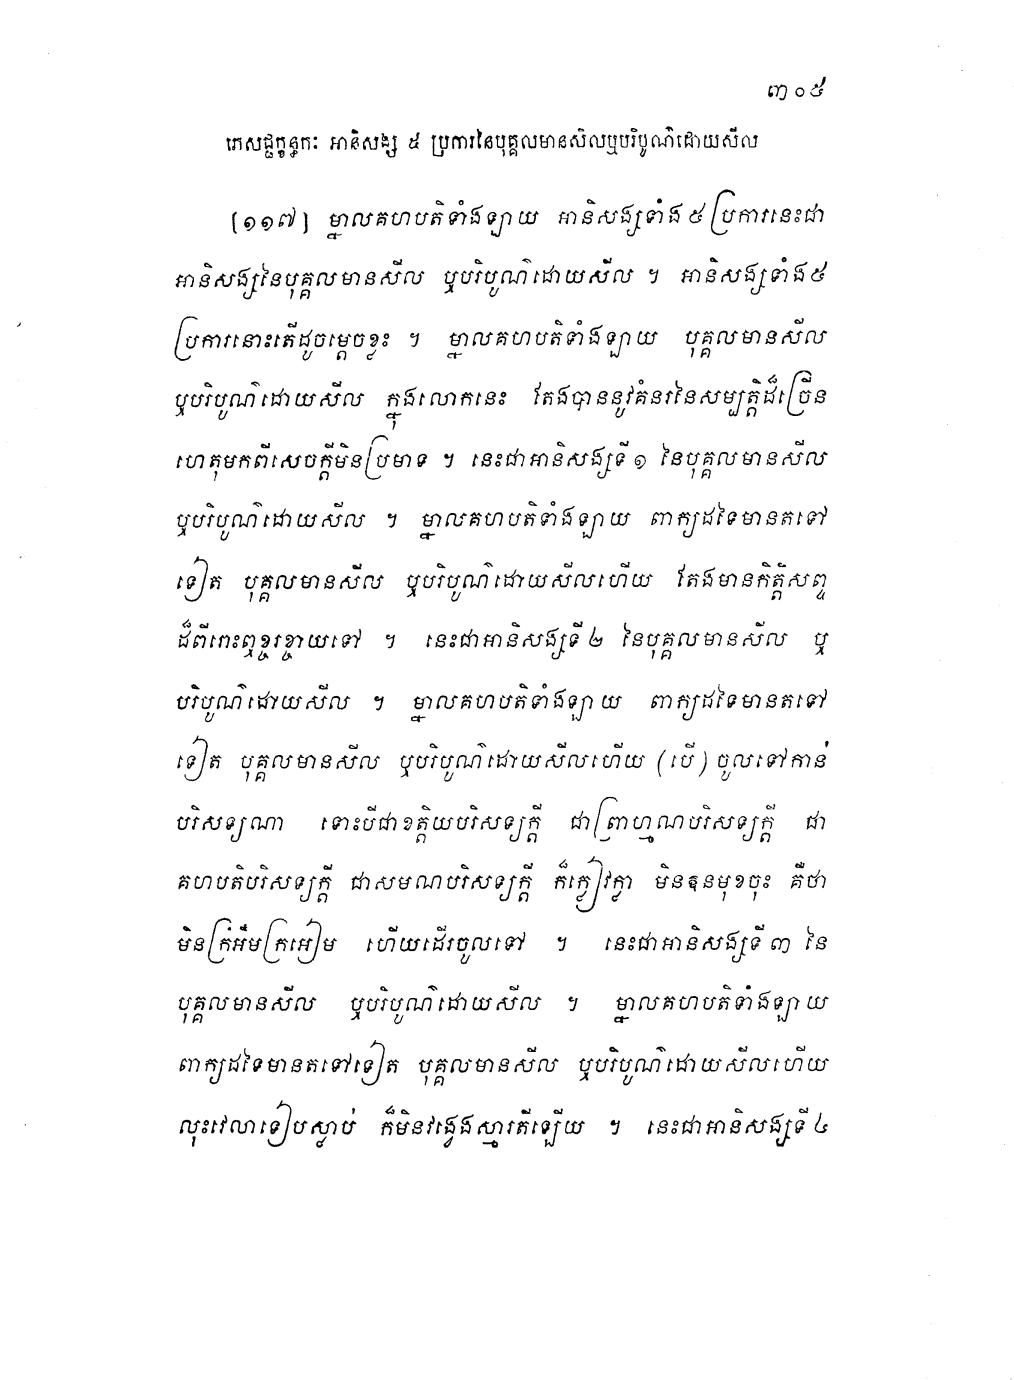 ៣០៥
ភេសជ្ជក្ខន្ធកៈ អានិសង្ស ៥ ប្រការនៃបុគ្គលមានសីលឬបរិបូណ៌ដោយសីល
[១១៧] ម្នាលគហបតិទាំងឡាយ អានិសង្សទាំង ៥ ប្រការនេះជា
អានិសង្សនៃបុគ្គលមានសីល ឬបរិបូណ៌ដោយសីល ។ អានិសង្សទាំង៥
ប្រការនោះតើដូចម្តេចខ្លះ ។ ម្នាលគហបតិទាំងឡាយ បុគ្គលមានសីល
ឬបរិបូណ៌ដោយសីល ក្នុងលោកនេះ តែងបាននូវគំនរនៃសម្បត្តិដ៏ច្រើន
ហេតុមកពីសេចក្តីមិនប្រមាទ ។ នេះជាអានិសង្សទី ១ នៃបុគ្គលមានសីល
ឬបរិបូណ៌ដោយសីល ។ ម្នាលគហបតិទាំងឡាយ ពាក្យដទៃមានតទៅ
ទៀត បុគ្គលមានសីល ឬបរិបូណ៌ដោយសីលហើយ តែងមានកិត្តិសព្ទ
ដ៏ពីរោះឮខ្ចរខ្ចាយទៅ ។ នេះជាអានិសង្សទី ២ នៃបុគ្គលមានសីល ឬ
បរិបូណ៌ដោយសីល ។ ម្នាលគហបតិទាំងឡាយ ពាក្យដទៃមានតទៅ
ទៀត បុគ្គលមានសីល ឬបរិបូណ៌ដោយសីលហើយ (បើ) ចូលទៅកាន់
បរិសទ្យណា ទោះបីជាខត្តិយបរិសទ្យក្តី ជាព្រាហ្មណបរិសទ្យក្តី ជា
គហបតិបរិសទ្យក្តី ជាសមណបរិសទ្យក្តី ក៏ក្លៀវក្លា មិនឱនមុខចុះ គឺថា
មិនក្រអឹមក្រអៀម ហើយដើរចូលទៅ ។ នេះជាអានិសង្សទី ៣ នៃ
បុគ្គលមានសីល ឬបរិបូណ៌ដោយសីល ។ ម្នាលគហបតិទាំងឡាយ
ពាក្យដទៃមានតទៅទៀត បុគ្គលមានសីល ឬបរិបូណ៌ដោយសីលហើយ
លុះវេលាទៀបស្លាប់ ក៏មិនវង្វេងស្មារតីឡើយ ។ នេះជាអានិសង្សទី ៤